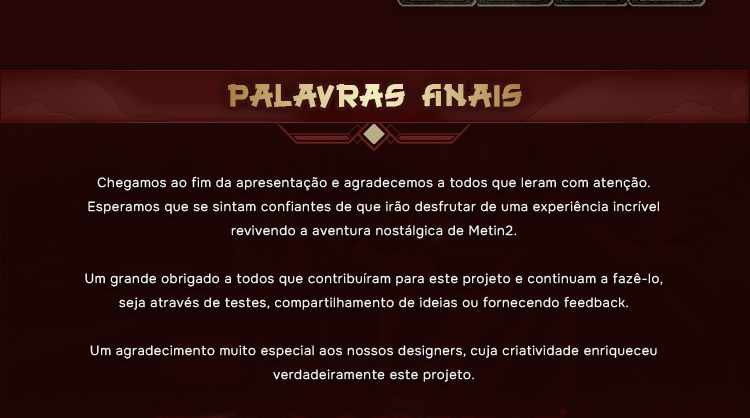 PALAVRAS FINAIS
Chegamos ao fim da apresentação e agradecemos a todos que leram com atenção.
Esperamos que se sintam confiantes de que irão desfrutar de uma experiência incrível
revivendo a aventura nostálgica de Metin2.
Um grande obrigado a todos que contribuíram para este projeto e continuam a fazê-lo,
seja através de testes, compartilhamento de ideias ou fornecendo feedback.
Um agradecimento muito especial aos nossos designers, cuja criatividade enriqueceu
verdadeiramente este projeto.